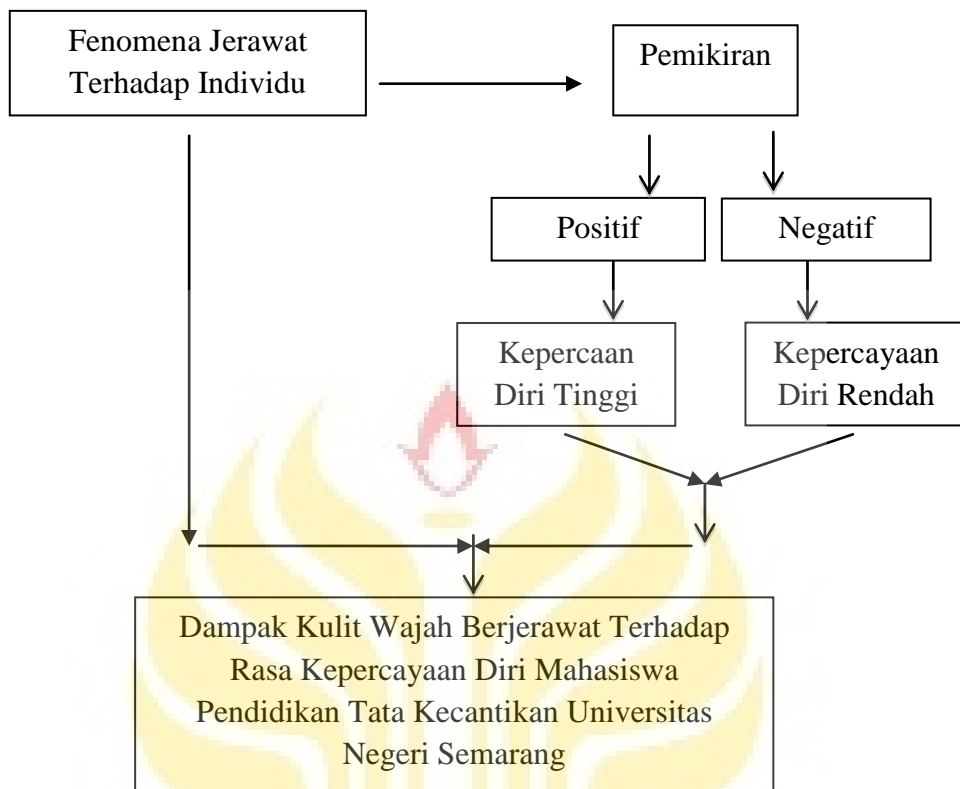 Fenomena Jerawat
Terhadap Individu
Pemikiran
Positif
Negatif
Kepercaan
Diri Tinggi
Kepercayaan
Diri Rendah
Dampak Kulit Wajah Berjerawat Terhadap
Rasa Kepercayaan Diri Mahasiswa
Pendidikan Tata Kecantikan Universitas
Negeri Semarang